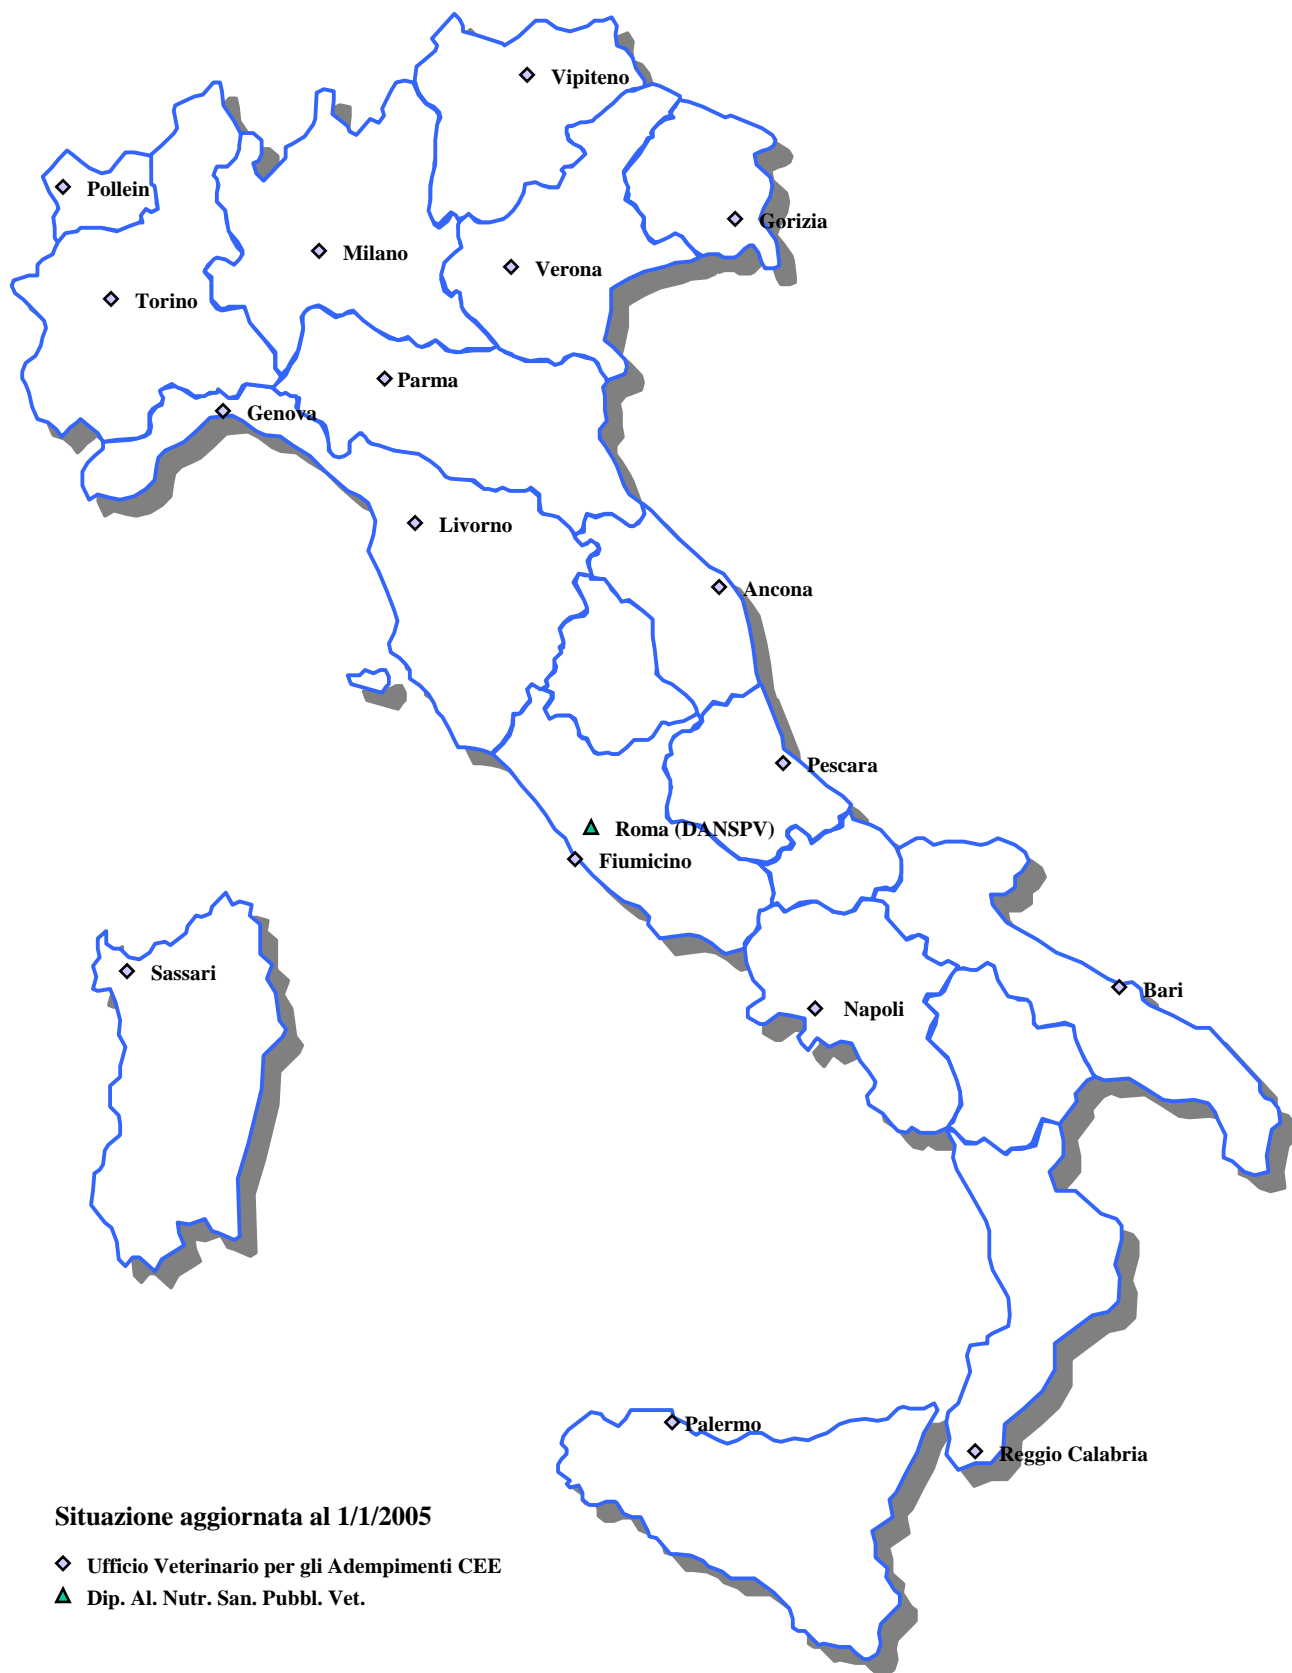 Vipiteno
Pollein
Gorizia
Milano
Verona
Torino
Parma
Genova
Livorno
Ancona
Pescara
Roma (DANSPV)
Fiumicino
Sassari
Bari
Napoli
Palermo
Reggio Calabria
Situazione aggiornata al 1/1/2005
Ufficio Veterinario per gli Adempimenti CEE
Dip. Al. Nutr. San. Pubbl. Vet.